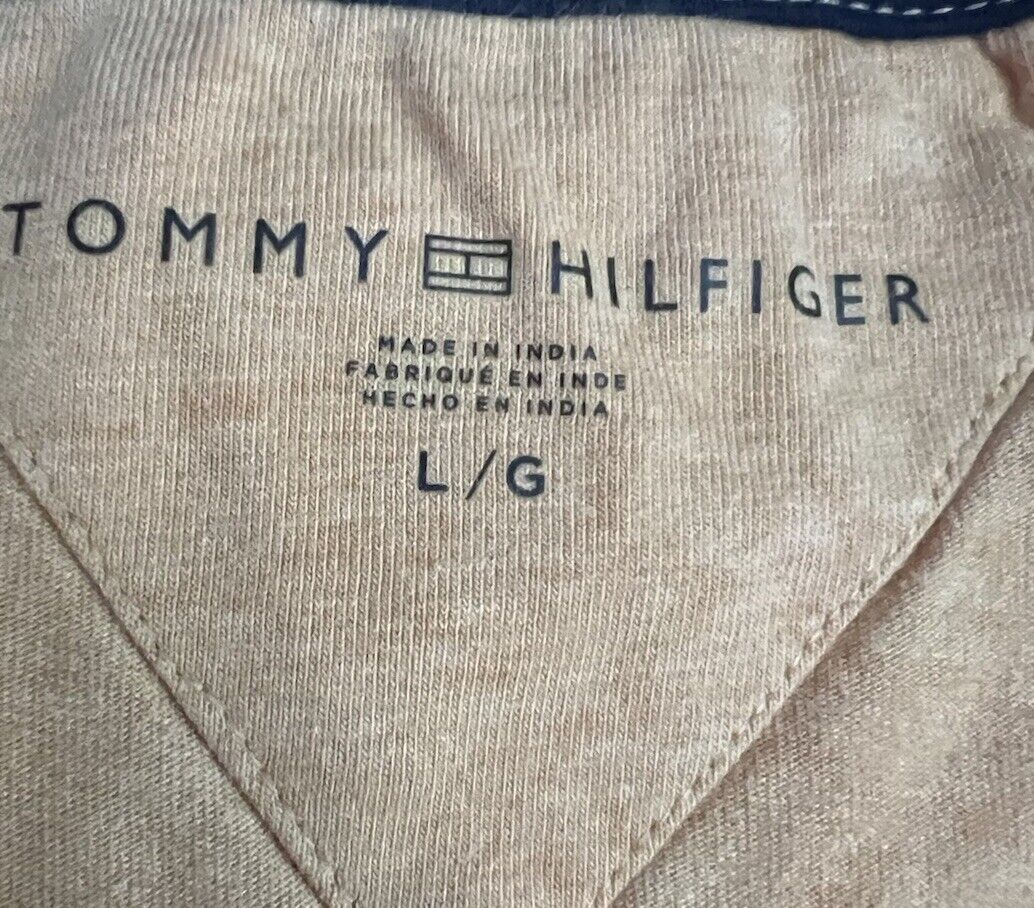 TOMMY HILFIGER
MADE IN INDIA
FABRIQUÉ EN INDE
HECHO EN INDIA
L/G